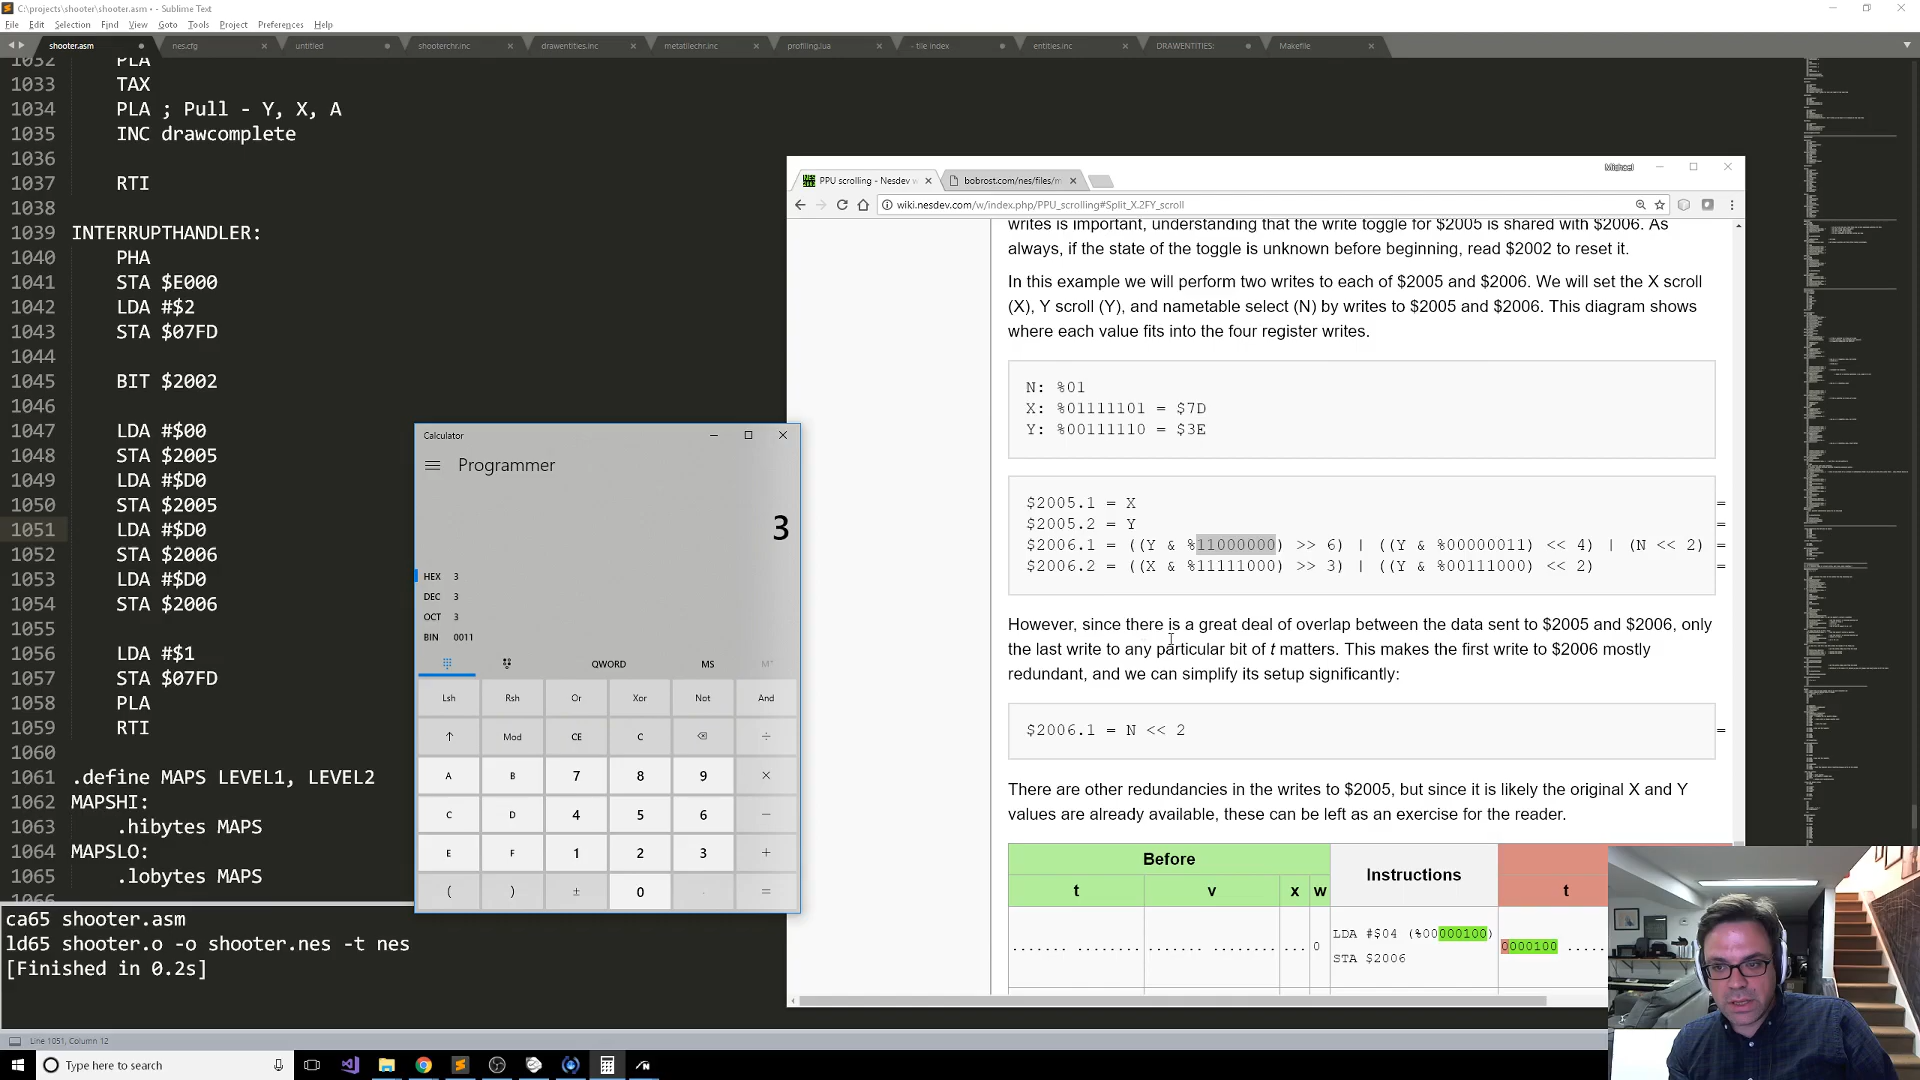 C:\projects\shooter\shooter.asm • - Sublime Text
File Edit Selection Find View Goto Tools Project Preferences Help
shooter.asm nes.cfg untitled shooterchr.inc drawentities.inc metatilechr.inc profiling.lua - tile index entities.inc DRAWENTITIES: Makefile
1032 PLA
1033 TAX
1034 PLA ; Pull - Y, X, A
1035 INC drawcomplete
1036
1037 RTI
1038
1039 INTERRUPTHANDLER:
1040 PHA
1041 STA $E000
1042 LDA #$2
1043 STA $07FD
1044
1045 BIT $2002
1046
1047 LDA #$00
1048 STA $2005
1049 LDA #$D0
1050 STA $2005
1051 LDA #$D0
1052 STA $2006
1053 LDA #$D0
1054 STA $2006
1055
1056 LDA #$1
1057 STA $07FD
1058 PLA
1059 RTI
1060
1061 .define MAPS LEVEL1, LEVEL2
1062 MAPSHI:
1063 .hibytes MAPS
1064 MAPSLO:
1065 .lobytes MAPS
1066
ca65 shooter.asm
ld65 shooter.o -o shooter.nes -t nes
[Finished in 0.2s]
Line 1051, Column 12
Type here to search
Calculator
Programmer
3
HEX 3
DEC 3
OCT 3
BIN 0011
QWORD MS M
Lsh Rsh Or Xor Not And
↑ Mod CE C ÷
A B 7 8 9 ×
C D 4 5 6 −
E F 1 2 3 +
( ) ± 0 . =
Michael
PPU scrolling - Nesdev w bobrost.com/nes/files/m
wiki.nesdev.com/w/index.php/PPU_scrolling#Split_X.2FY_scroll
writes is important, understanding that the write toggle for $2005 is shared with $2006. As
always, if the state of the toggle is unknown before beginning, read $2002 to reset it.
In this example we will perform two writes to each of $2005 and $2006. We will set the X scroll
(X), Y scroll (Y), and nametable select (N) by writes to $2005 and $2006. This diagram shows
where each value fits into the four register writes.
N: %01
X: %01111101 = $7D
Y: %00111110 = $3E
$2005.1 = X =
$2005.2 = Y =
$2006.1 = ((Y & %11000000) >> 6) | ((Y & %00000011) << 4) | (N << 2) =
$2006.2 = ((X & %11111000) >> 3) | ((Y & %00111000) << 2) =
However, since there is a great deal of overlap between the data sent to $2005 and $2006, only
the last write to any particular bit of t matters. This makes the first write to $2006 mostly
redundant, and we can simplify its setup significantly:
$2006.1 = N << 2 =
There are other redundancies in the writes to $2005, but since it is likely the original X and Y
values are already available, these can be left as an exercise for the reader.
Before Instructions
t v x w t
....... ........ ....... ........ ... 0 LDA #$04 (%00000100) 0000100 .....
STA $2006